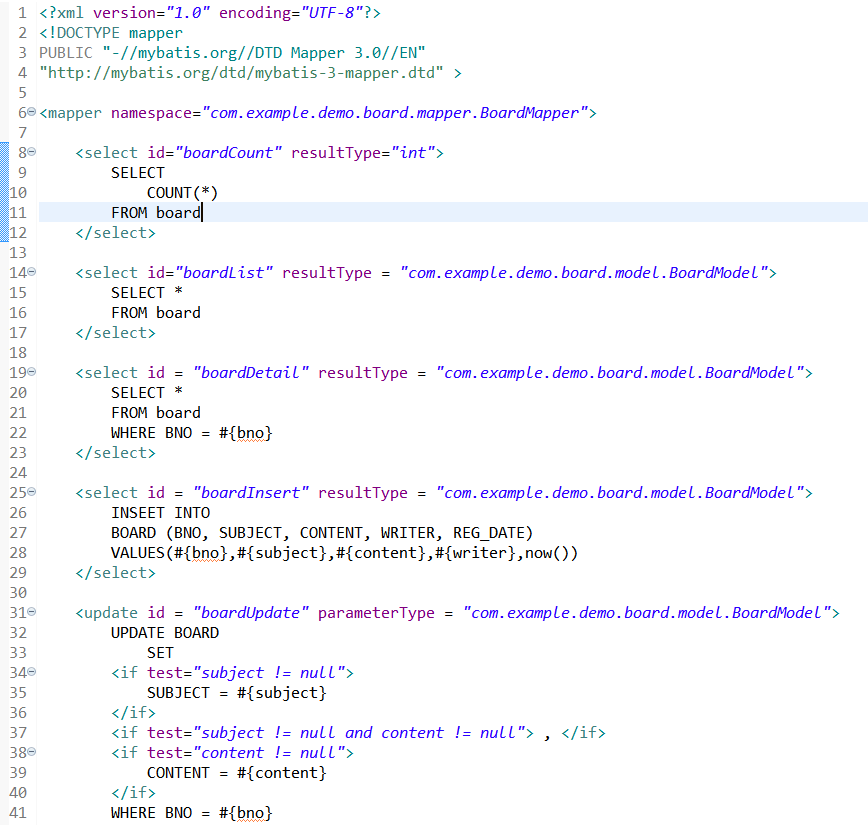 1 <?xml version="1.0" encoding="UTF-8"?>
2 <!DOCTYPE mapper
3 PUBLIC "-//mybatis.org//DTD Mapper 3.0//EN"
4 "http://mybatis.org/dtd/mybatis-3-mapper.dtd" >
5
6 <mapper namespace="com.example.demo.board.mapper.BoardMapper">
7
8 <select id="boardCount" resultType="int">
9 SELECT
10 COUNT(*)
11 FROM board
12 </select>
13
14 <select id="boardList" resultType = "com.example.demo.board.model.BoardModel">
15 SELECT *
16 FROM board
17 </select>
18
19 <select id = "boardDetail" resultType = "com.example.demo.board.model.BoardModel">
20 SELECT *
21 FROM board
22 WHERE BNO = #{bno}
23 </select>
24
25 <select id = "boardInsert" resultType = "com.example.demo.board.model.BoardModel">
26 INSEET INTO
27 BOARD (BNO, SUBJECT, CONTENT, WRITER, REG_DATE)
28 VALUES(#{bno},#{subject},#{content},#{writer},now())
29 </select>
30
31 <update id = "boardUpdate" parameterType = "com.example.demo.board.model.BoardModel">
32 UPDATE BOARD
33 SET
34 <if test="subject != null">
35 SUBJECT = #{subject}
36 </if>
37 <if test="subject != null and content != null"> , </if>
38 <if test="content != null">
39 CONTENT = #{content}
40 </if>
41 WHERE BNO = #{bno}